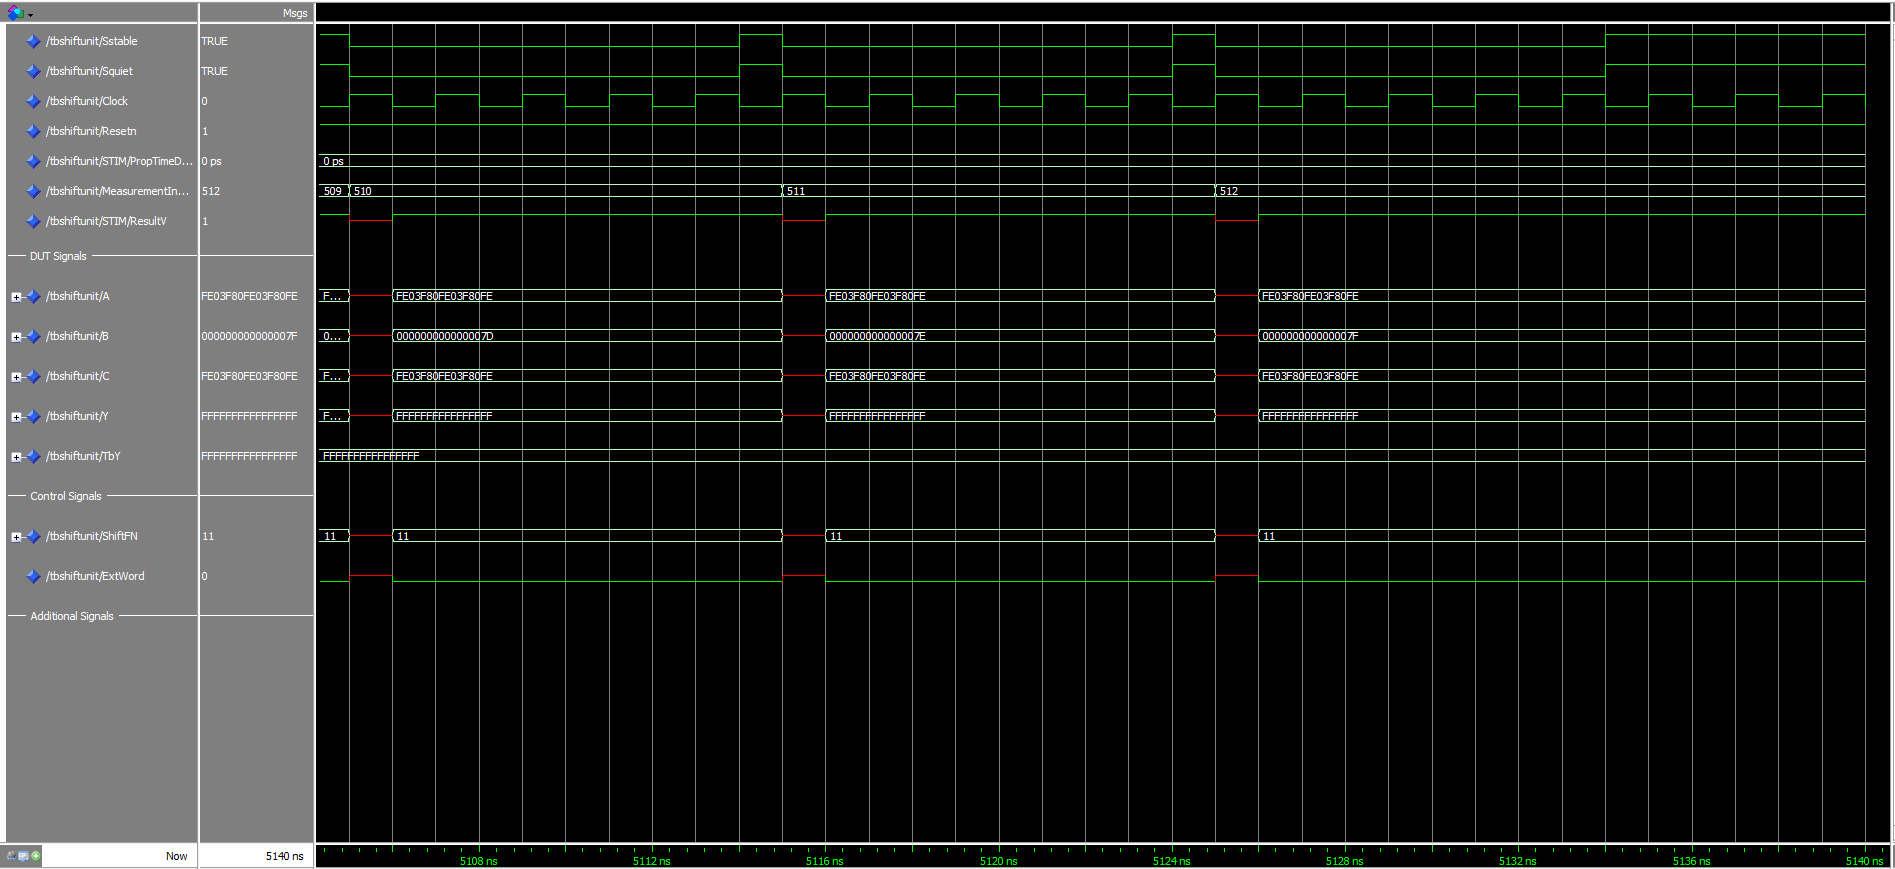 Msgs
/tbshiftunit/Sstable TRUE
/tbshiftunit/Squiet TRUE
/tbshiftunit/Clock 0
/tbshiftunit/Resetn 1
/tbshiftunit/STIM/PropTimeD... 0 ps 0 ps
/tbshiftunit/MeasurementIn... 512 509 510 511 512
/tbshiftunit/STIM/ResultV 1
DUT Signals
/tbshiftunit/A FE03F80FE03F80FE F... FE03F80FE03F80FE FE03F80FE03F80FE FE03F80FE03F80FE
/tbshiftunit/B 000000000000007F 0... 000000000000007D 000000000000007E 000000000000007F
/tbshiftunit/C FE03F80FE03F80FE F... FE03F80FE03F80FE FE03F80FE03F80FE FE03F80FE03F80FE
/tbshiftunit/Y FFFFFFFFFFFFFFFF F... FFFFFFFFFFFFFFFF FFFFFFFFFFFFFFFF FFFFFFFFFFFFFFFF
/tbshiftunit/TbY FFFFFFFFFFFFFFFF FFFFFFFFFFFFFFFF
Control Signals
/tbshiftunit/ShiftFN 11 11 11 11 11
/tbshiftunit/ExtWord 0
Additional Signals
Now 5140 ns
5108 ns 5112 ns 5116 ns 5120 ns 5124 ns 5128 ns 5132 ns 5136 ns 5140 ns